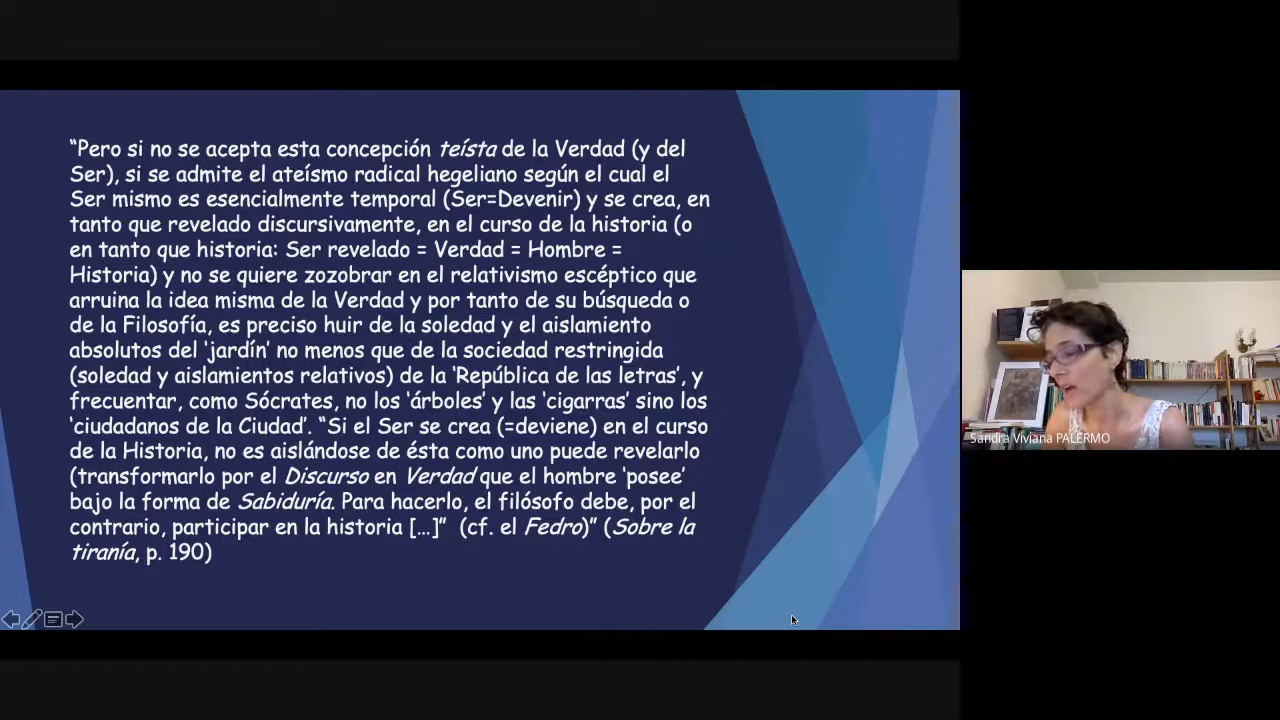 “Pero si no se acepta esta concepción teísta de la Verdad (y del
Ser), si se admite el ateísmo radical hegeliano según el cual el
Ser mismo es esencialmente temporal (Ser=Devenir) y se crea, en
tanto que revelado discursivamente, en el curso de la historia (o
en tanto que historia: Ser revelado = Verdad = Hombre =
Historia) y no se quiere zozobrar en el relativismo escéptico que
arruina la idea misma de la Verdad y por tanto de su búsqueda o
de la Filosofía, es preciso huir de la soledad y el aislamiento
absolutos del ‘jardín’ no menos que de la sociedad restringida
(soledad y aislamientos relativos) de la ‘República de las letras’, y
frecuentar, como Sócrates, no los ‘árboles’ y las ‘cigarras’ sino los
‘ciudadanos de la Ciudad’. “Si el Ser se crea (=deviene) en el curso
de la Historia, no es aislándose de ésta como uno puede revelarlo
(transformarlo por el Discurso en Verdad que el hombre ‘posee’
bajo la forma de Sabiduría. Para hacerlo, el filósofo debe, por el
contrario, participar en la historia […]” (cf. el Fedro)” (Sobre la
tiranía, p. 190)
Sandra Viviana PALERMO